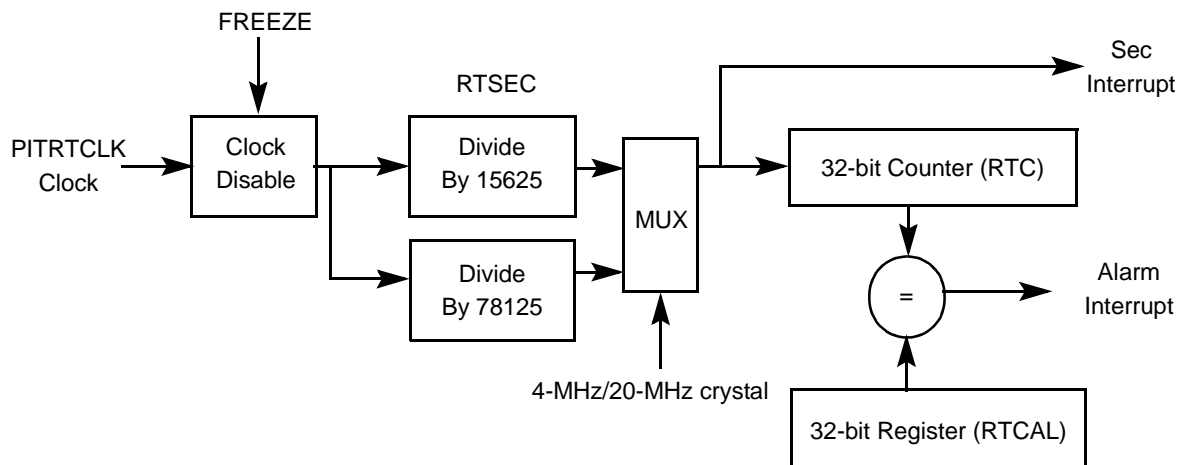 FREEZE
Sec
Interrupt
RTSEC
PITRTCLK
Clock
Clock
Disable
Divide
By 15625
MUX
32-bit Counter (RTC)
Divide
By 78125
=
Alarm
Interrupt
4-MHz/20-MHz crystal
32-bit Register (RTCAL)